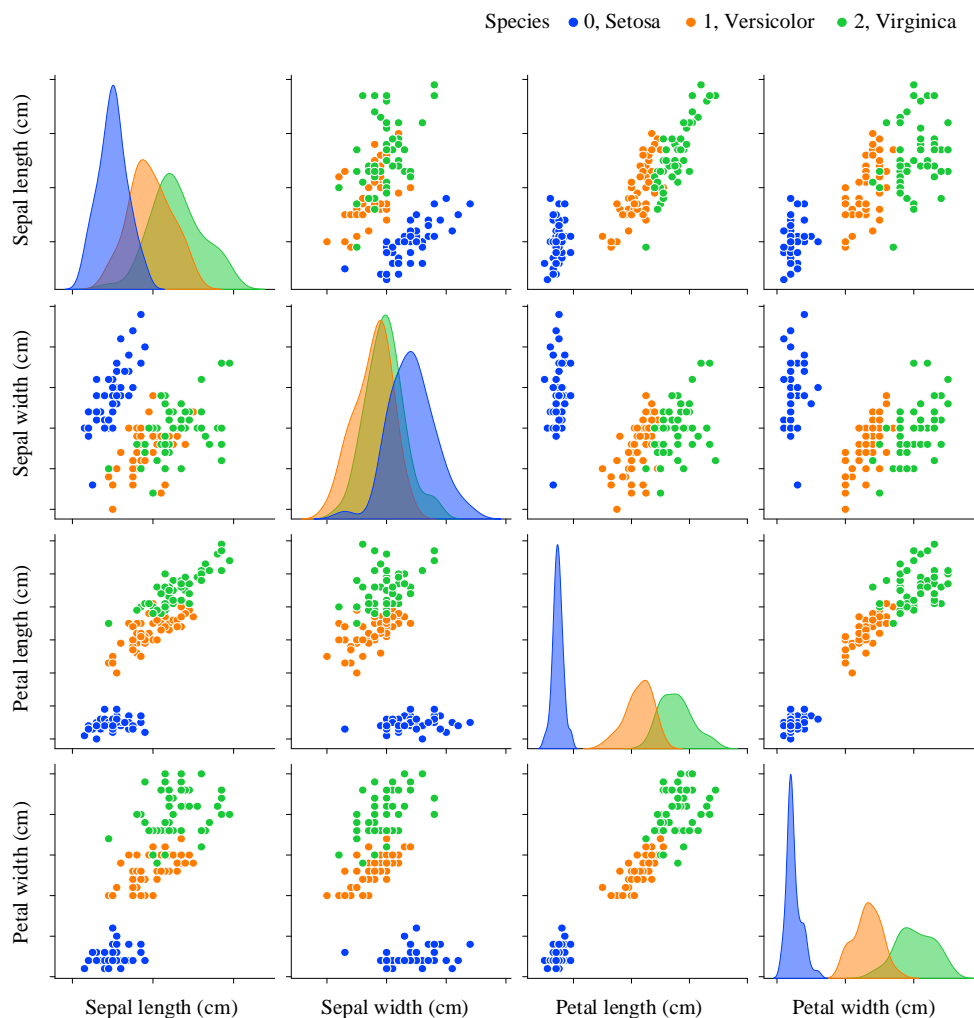 Species 0, Setosa 1, Versicolor 2, Virginica
Sepal length (cm)
Sepal width (cm)
Petal length (cm)
Petal width (cm)
Sepal length (cm) Sepal width (cm) Petal length (cm) Petal width (cm)